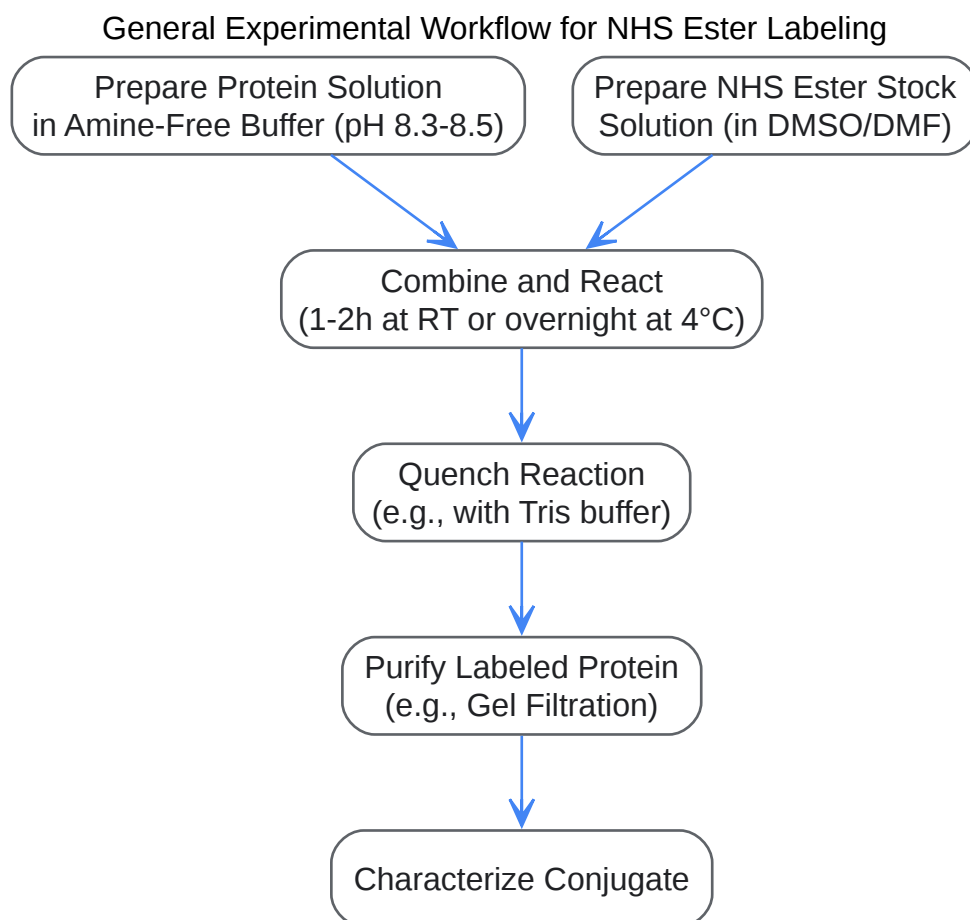 General Experimental Workflow for NHS Ester Labeling
Prepare Protein Solution
in Amine-Free Buffer (pH 8.3-8.5)
Prepare NHS Ester Stock
Solution (in DMSO/DMF)
Combine and React
(1-2h at RT or overnight at 4°C)
Quench Reaction
(e.g., with Tris buffer)
Purify Labeled Protein
(e.g., Gel Filtration)
Characterize Conjugate